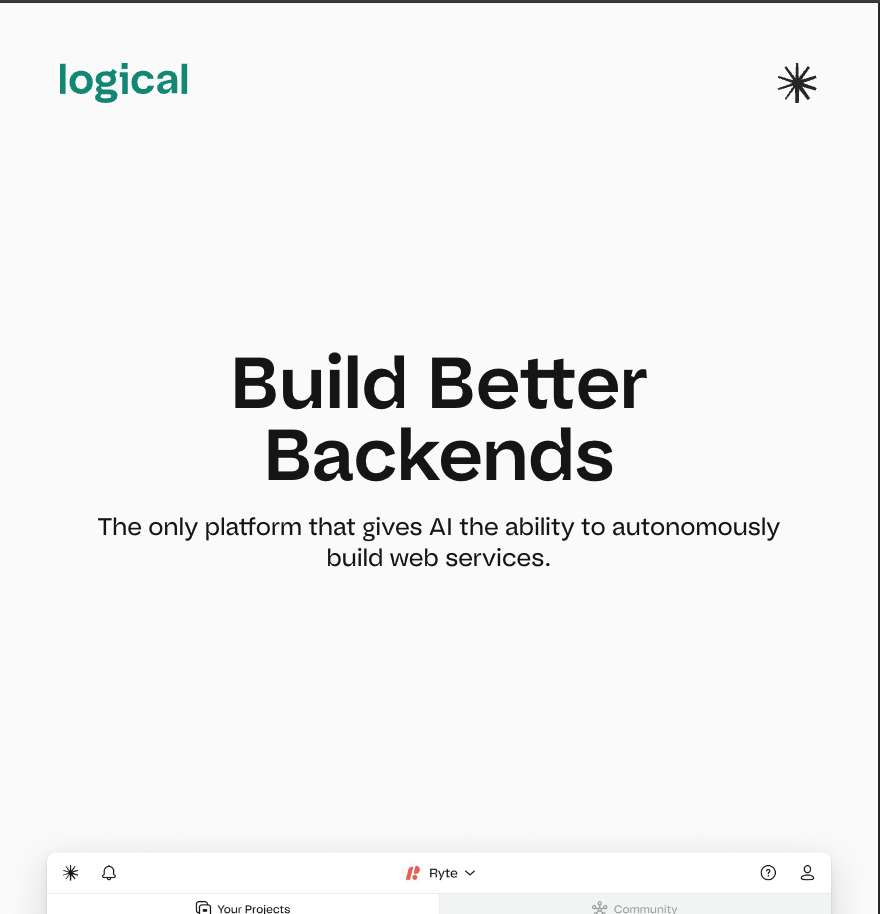 logical
Build Better
Backends
The only platform that gives AI the ability to autonomously
build web services.
Ryte
Your Projects
Community